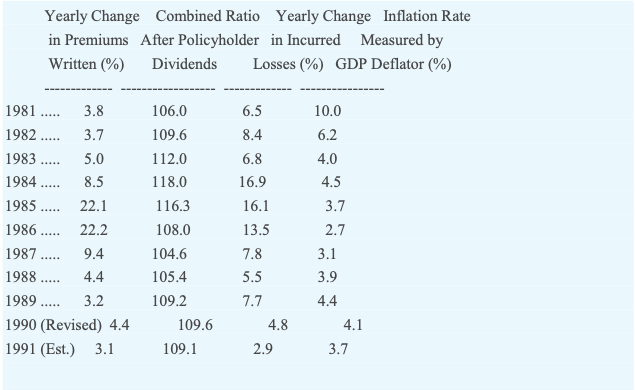 Yearly Change Combined Ratio Yearly Change Inflation Rate
in Premiums After Policyholder in Incurred Measured by
Written (%) Dividends Losses (%) GDP Deflator (%)
------------- ------------------ ------------- ----------------
1981 ..... 3.8 106.0 6.5 10.0
1982 ..... 3.7 109.6 8.4 6.2
1983 ..... 5.0 112.0 6.8 4.0
1984 ..... 8.5 118.0 16.9 4.5
1985 ..... 22.1 116.3 16.1 3.7
1986 ..... 22.2 108.0 13.5 2.7
1987 ..... 9.4 104.6 7.8 3.1
1988 ..... 4.4 105.4 5.5 3.9
1989 ..... 3.2 109.2 7.7 4.4
1990 (Revised) 4.4 109.6 4.8 4.1
1991 (Est.) 3.1 109.1 2.9 3.7